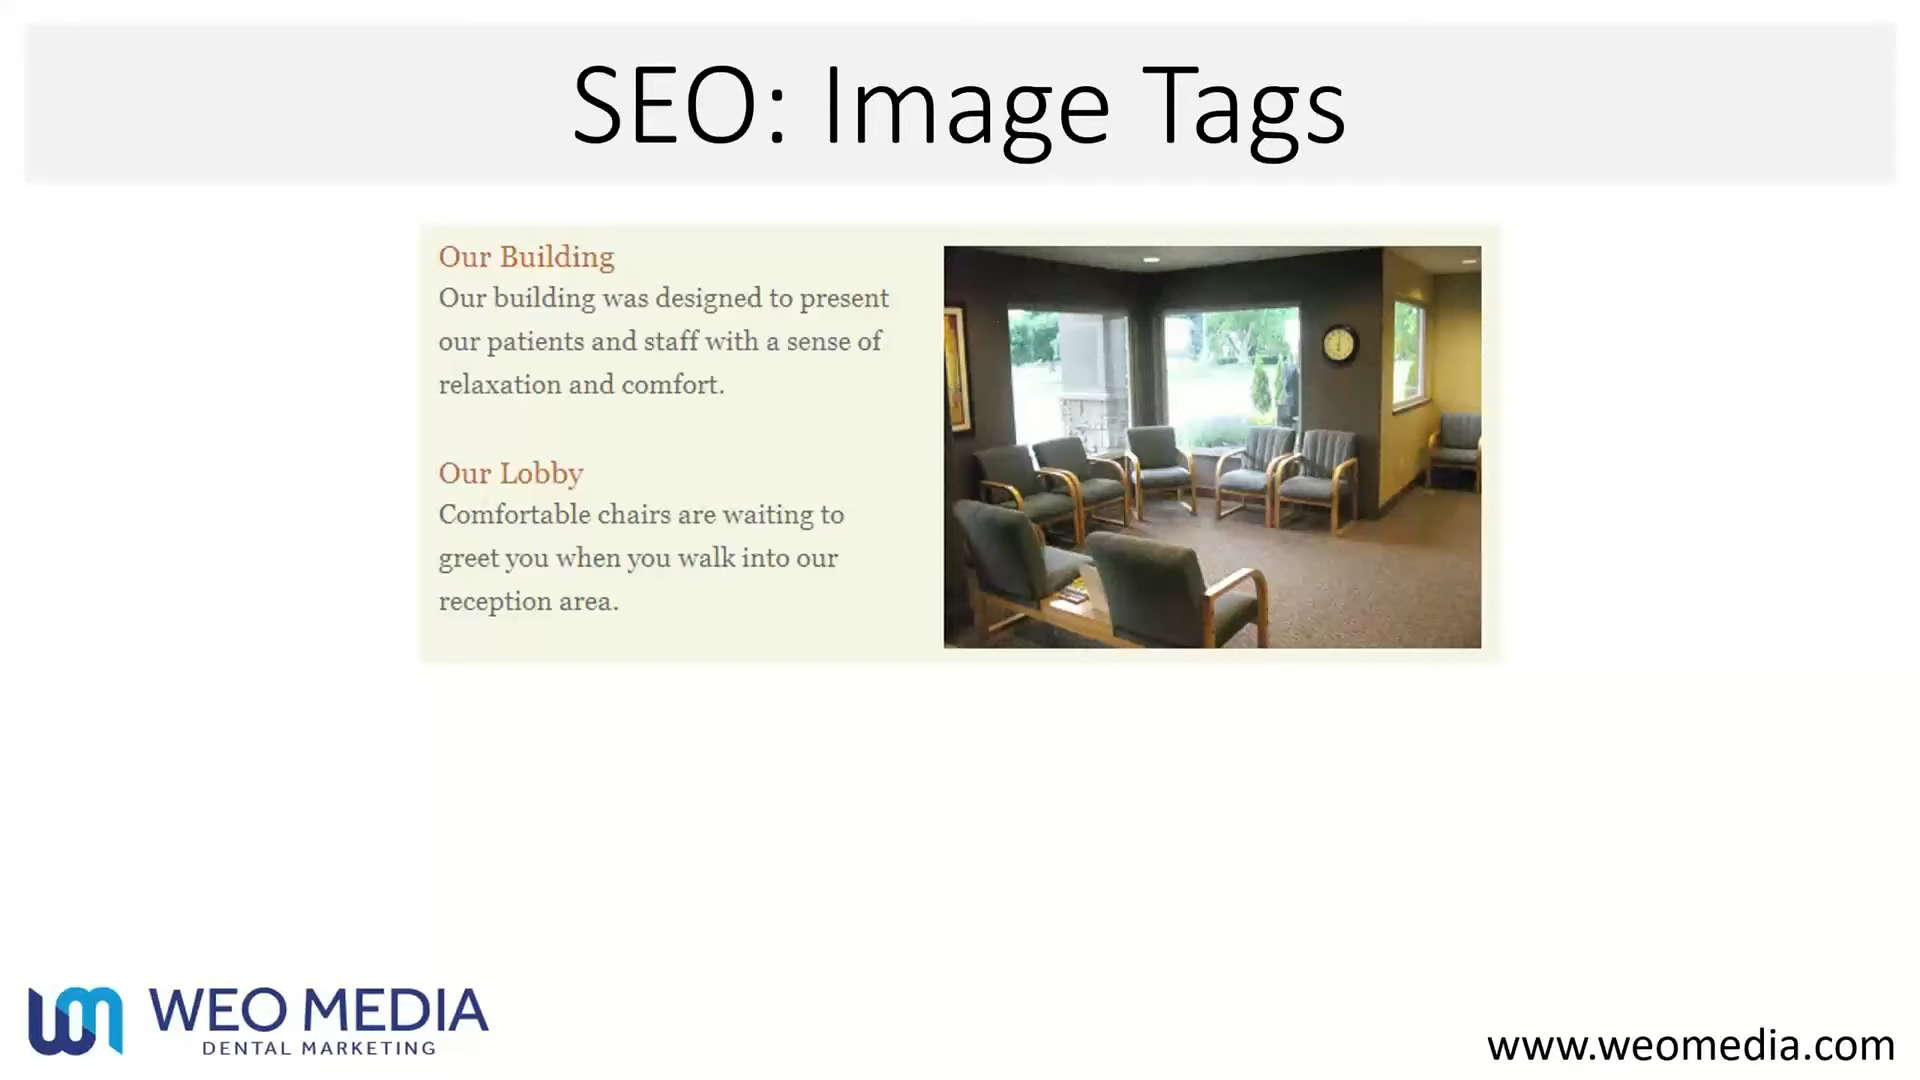 SEO: Image Tags
Our Building
Our building was designed to present
our patients and staff with a sense of
relaxation and comfort.
Our Lobby
Comfortable chairs are waiting to
greet you when you walk into our
reception area.
WEO MEDIA
DENTAL MARKETING
www.weomedia.com